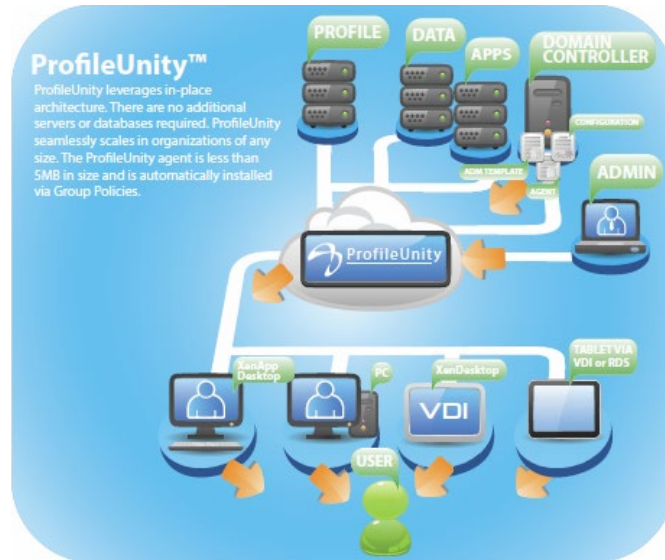 ProfileUnity™
ProfileUnity leverages in-place
architecture. There are no additional
servers or databases required. ProfileUnity
seamlessly scales in organizations of any
size. The ProfileUnity agent is less than
5MB in size and is automatically installed
via Group Policies.
PROFILE
DATA
APPS
DOMAIN
CONTROLLER
CONFIGURATION
ADM TEMPLATE
AGENT
ADMIN
ProfileUnity
XenApp
Desktop
PC
XenDesktop
TABLET VIA
VDI or RDS
VDI
USER